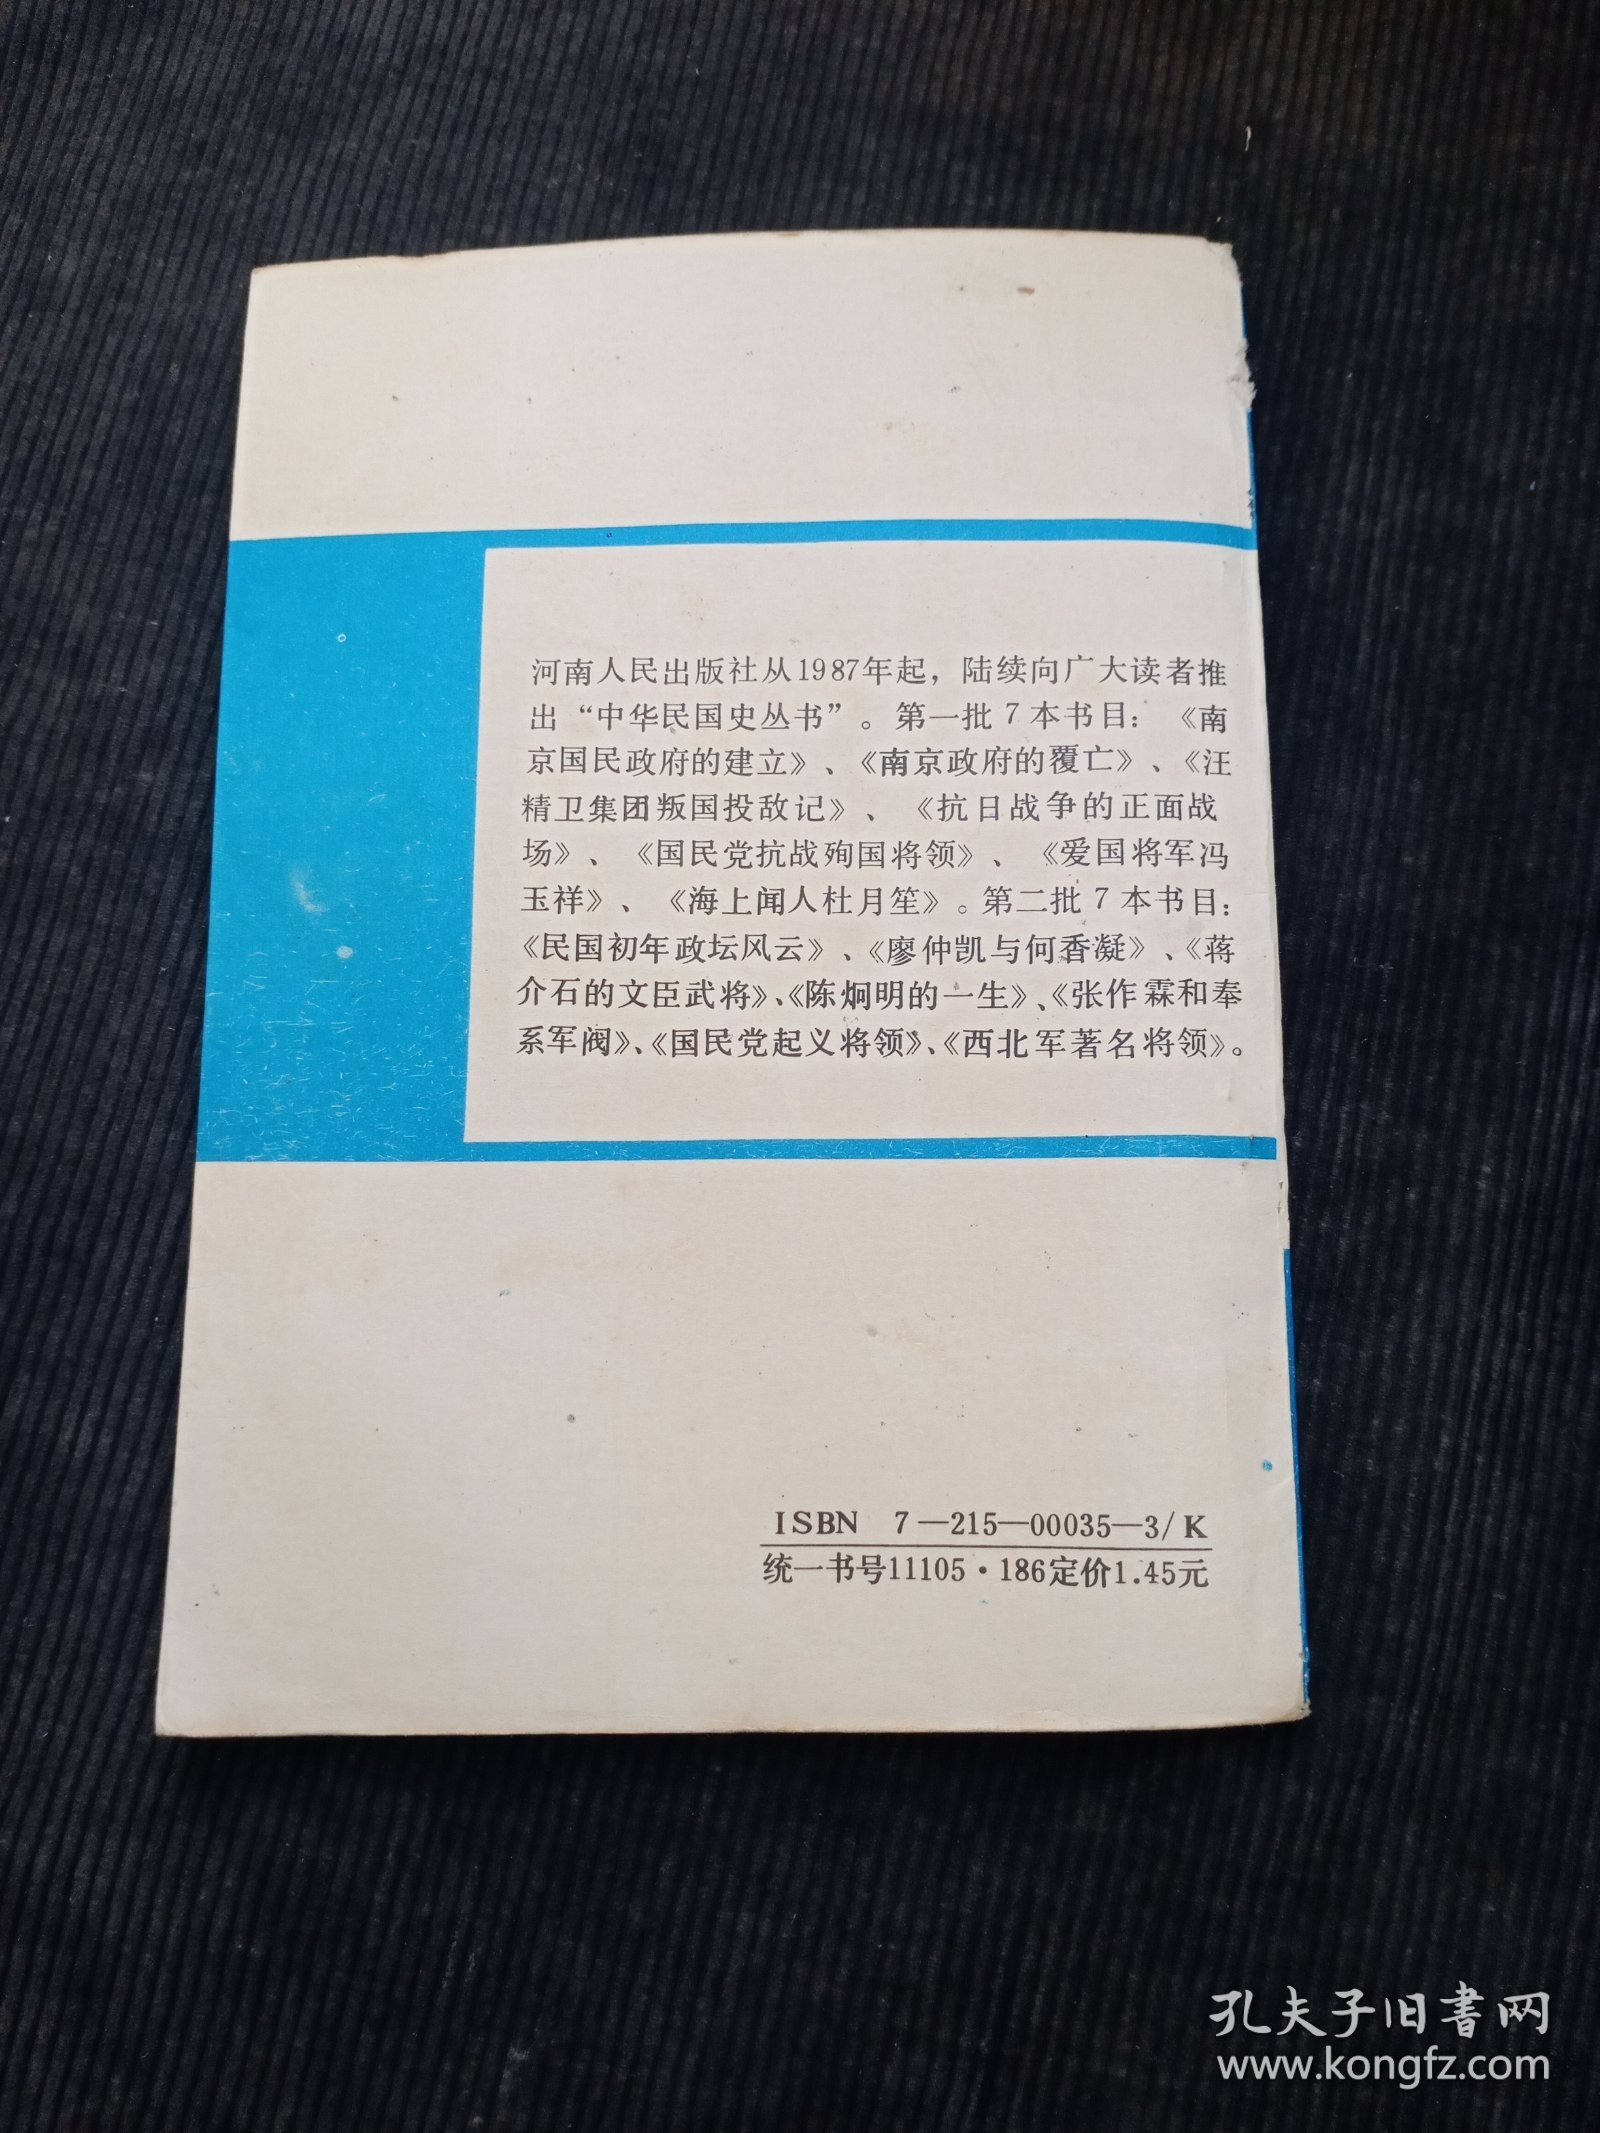 河南人民出版社从1987年起，陆续向广大读者推
出“中华民国史丛书”。第一批7本书目：《南
京国民政府的建立》、《南京政府的覆亡》、《汪
精卫集团叛国投敌记》、《抗日战争的正面战
场》、《国民党抗战殉国将领》、《爱国将军冯
玉祥》、《海上闻人杜月笙》。第二批7本书目：
《民国初年政坛风云》、《廖仲凯与何香凝》、《蒋
介石的文臣武将》、《陈炯明的一生》、《张作霖和奉
系军阀》、《国民党起义将领》、《西北军著名将领》。
ISBN 7—215—00035—3/K
统一书号11105·186定价1.45元
孔夫子旧书网
www.kongfz.com